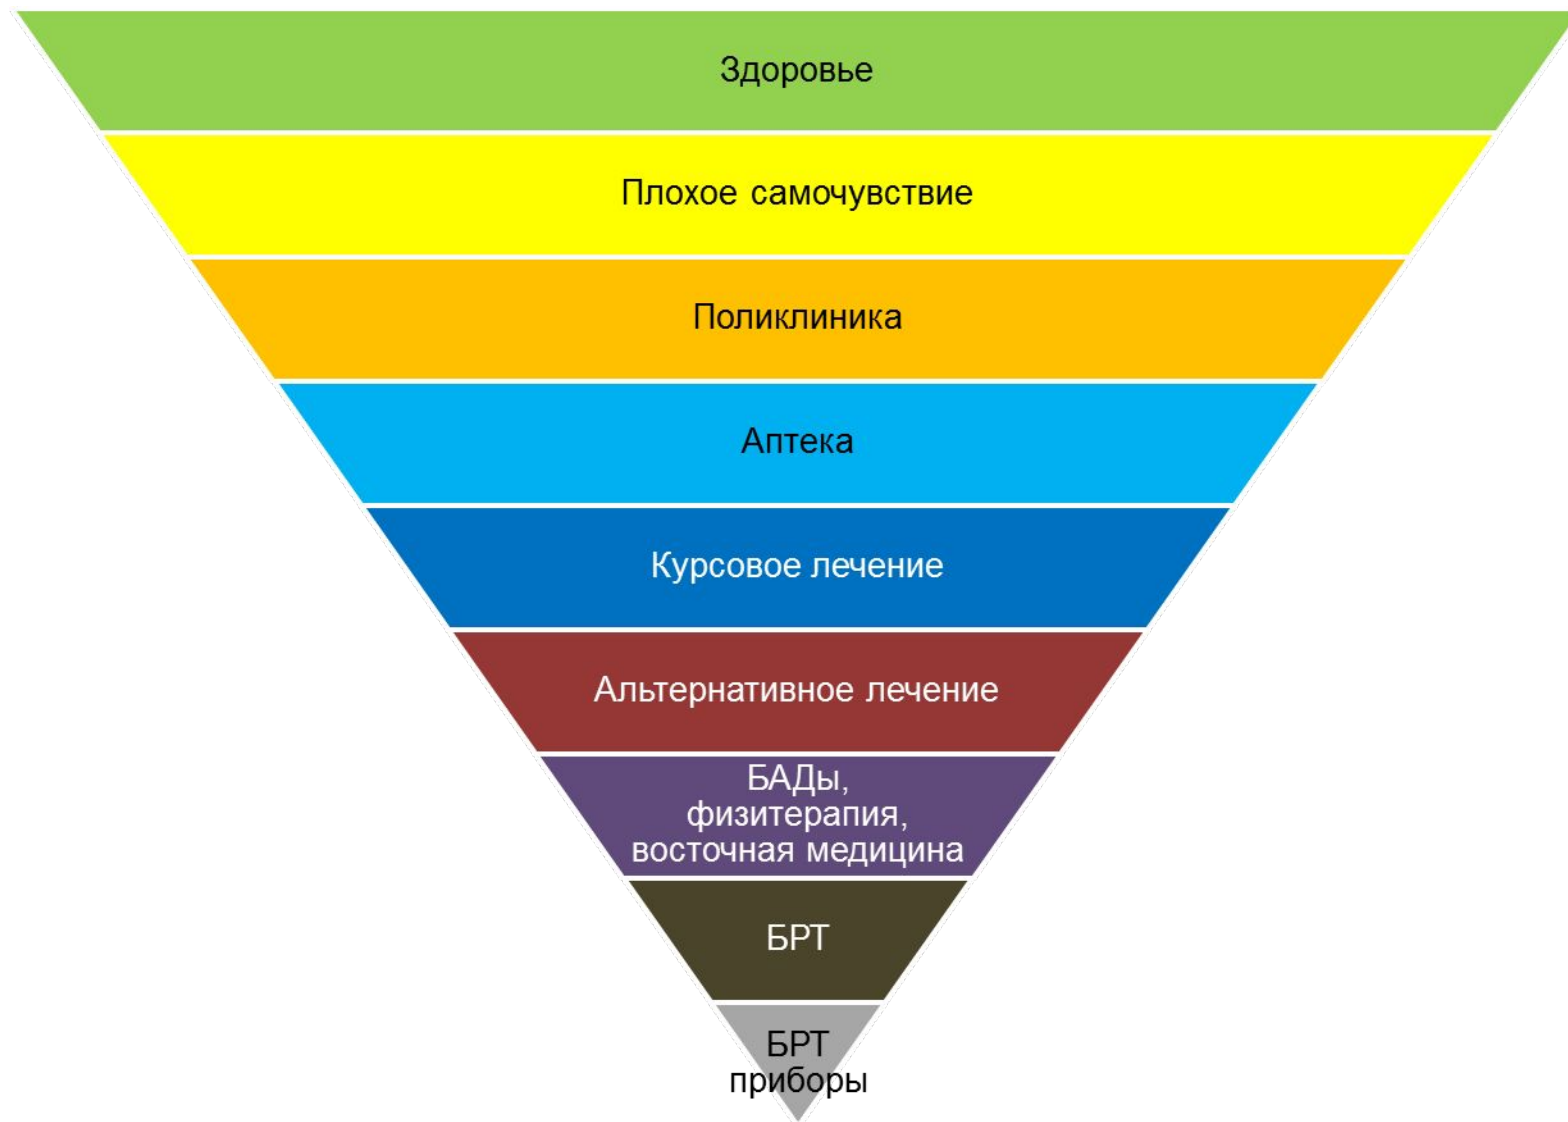 Здоровье
Плохое самочувствие
Поликлиника
Аптека
Курсовое лечение
Альтернативное лечение
БАДы,
физитерапия,
восточная медицина
БРТ
БРТ
приборы